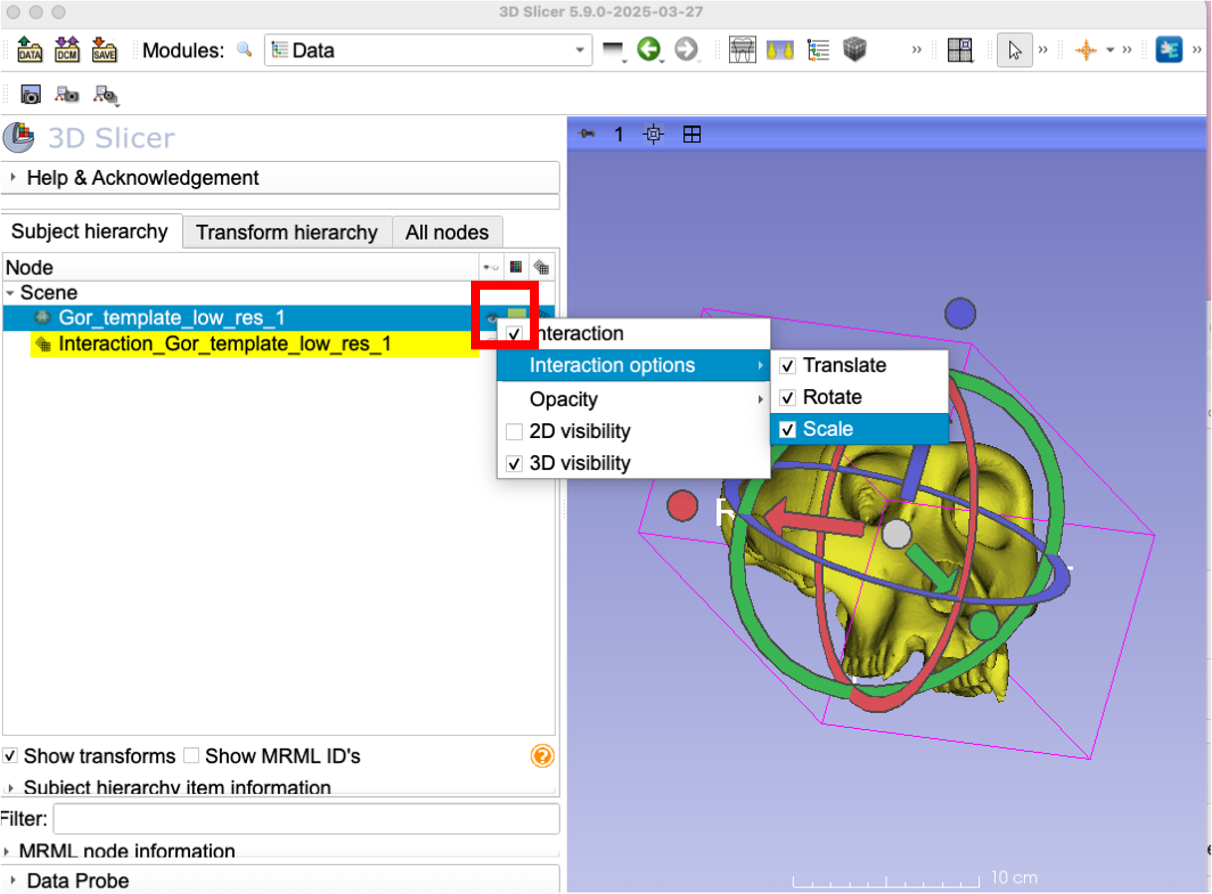 3D Slicer 5.9.0-2025-03-27
DATA DCM SAVE Modules: Data
3D Slicer
1
Help & Acknowledgement
Subject hierarchy Transform hierarchy All nodes
Node
Scene
Gor_template_low_res_1
Interaction_Gor_template_low_res_1
Interaction
Interaction options
Opacity
2D visibility
3D visibility
Translate
Rotate
Scale
R
Show transforms Show MRML ID's
Subject hierarchy item information
Filter:
MRML node information
Data Probe
10 cm